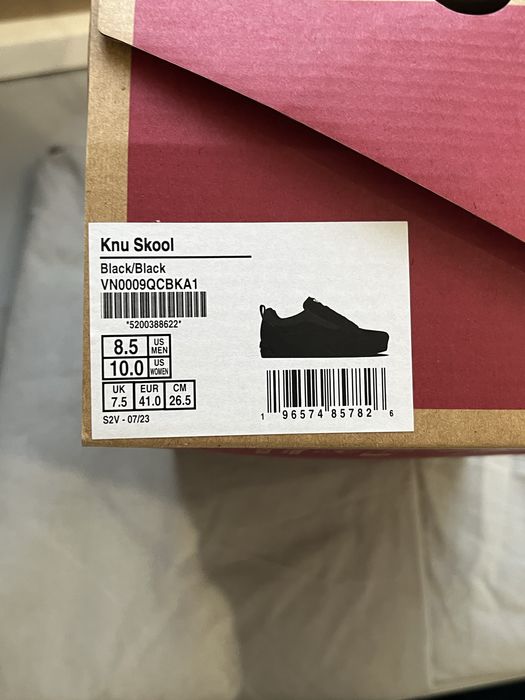 Knu Skool
Black/Black
VN0009QCBKA1
*5200388622*
8.5 US MEN
10.0 US WOMEN
UK EUR CM
7.5 41.0 26.5
S2V - 07/23
1 96574 85782 6